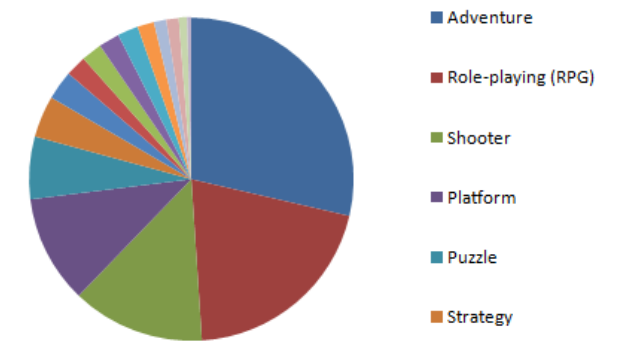 Adventure
Role-playing (RPG)
Shooter
Platform
Puzzle
Strategy